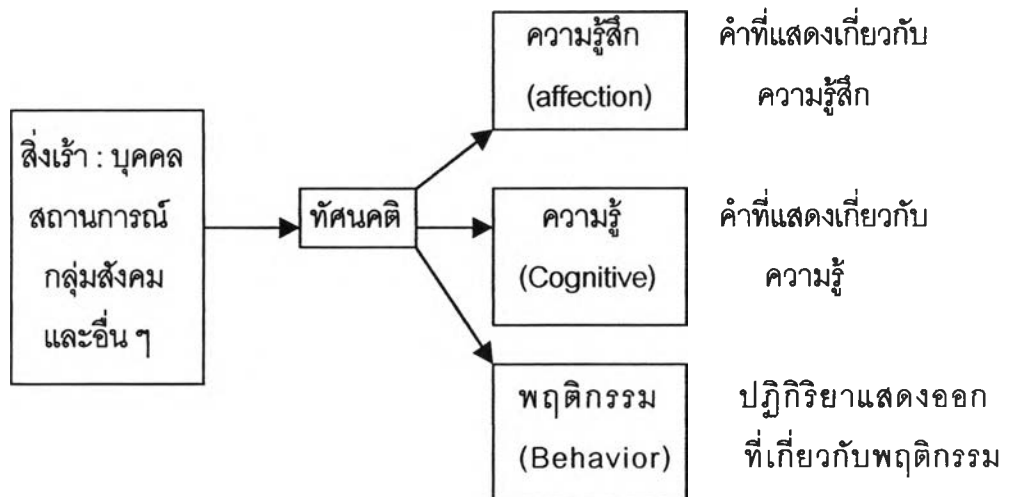 สิ่งเร้า : บุคคล
สถานการณ์
กลุ่มสังคม
และอื่น ๆ
ทัศนคติ
ความรู้สึก
(affection)
คำที่แสดงเกี่ยวกับ
ความรู้สึก
ความรู้
(Cognitive)
คำที่แสดงเกี่ยวกับ
ความรู้
พฤติกรรม
(Behavior)
ปฏิกิริยาแสดงออก
ที่เกี่ยวกับพฤติกรรม